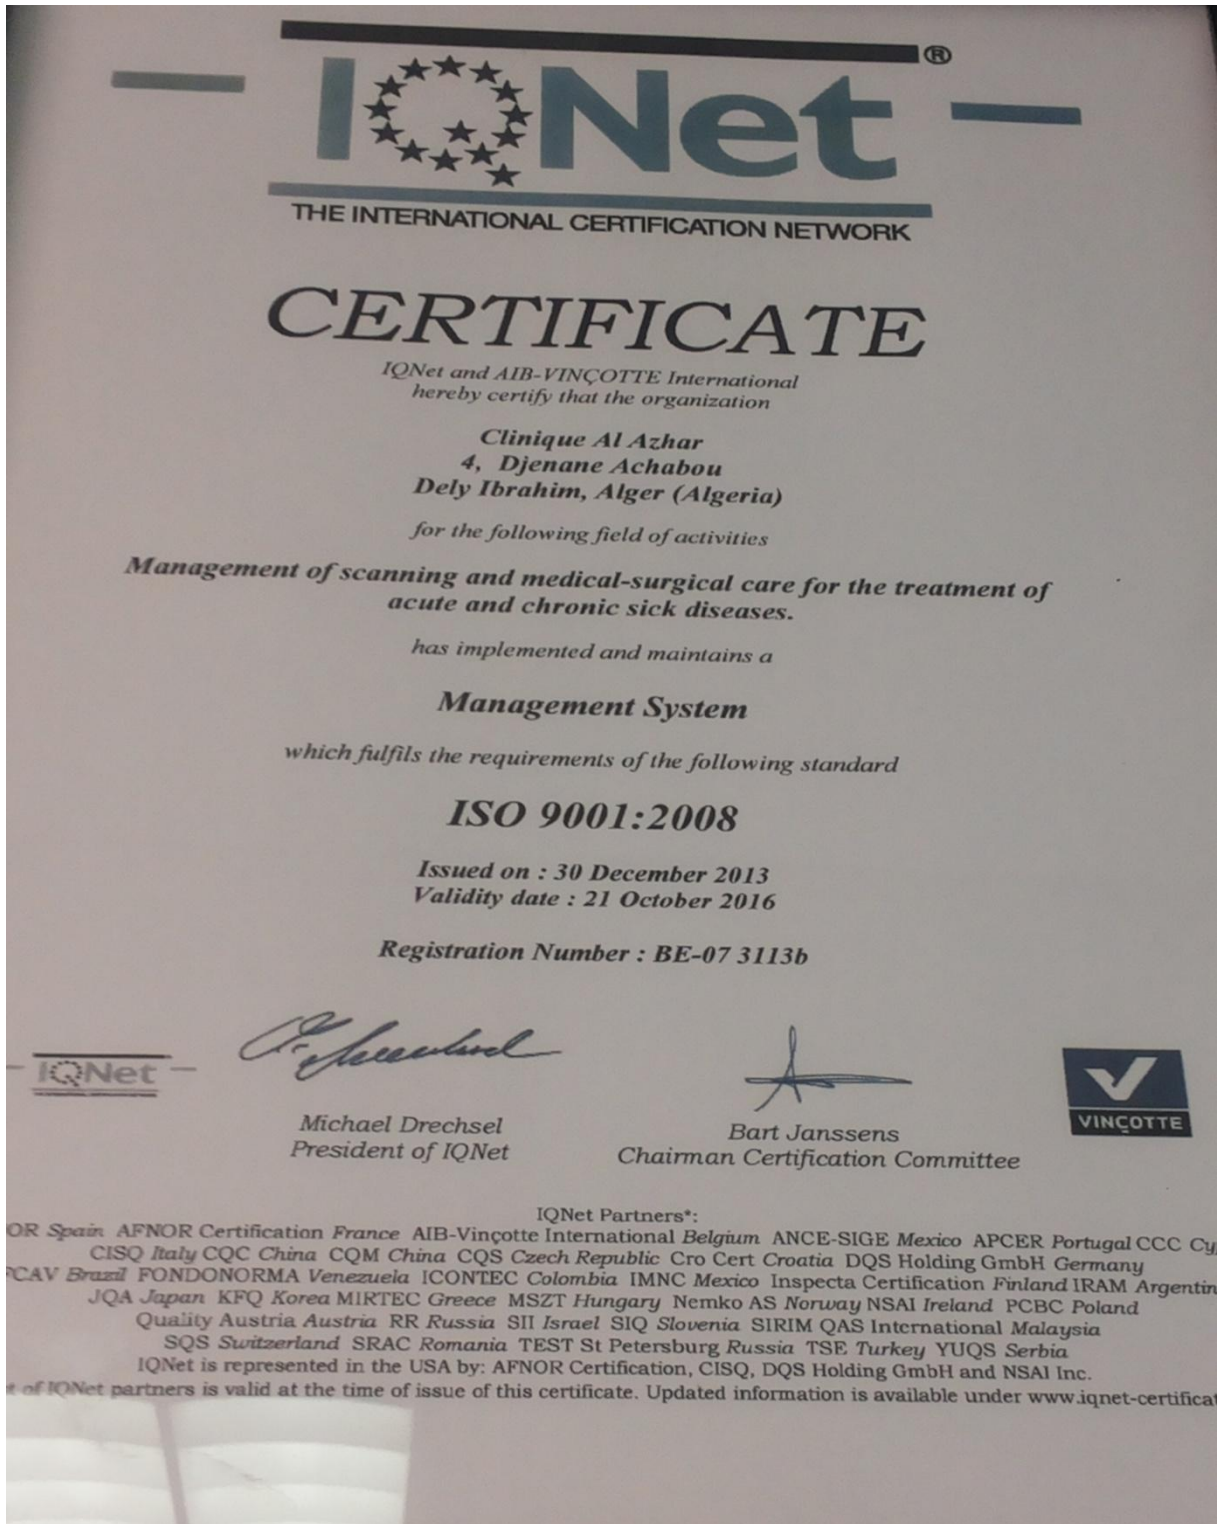 IQNet®
THE INTERNATIONAL CERTIFICATION NETWORK
CERTIFICATE
IQNet and AIB-VINÇOTTE International
hereby certify that the organization
Clinique Al Azhar
4, Djenane Achabou
Dely Ibrahim, Alger (Algeria)
for the following field of activities
Management of scanning and medical-surgical care for the treatment of
acute and chronic sick diseases.
has implemented and maintains a
Management System
which fulfils the requirements of the following standard
ISO 9001:2008
Issued on : 30 December 2013
Validity date : 21 October 2016
Registration Number : BE-07 3113b
IQNet
Michael Drechsel
President of IQNet
Bart Janssens
Chairman Certification Committee
VINÇOTTE
IQNet Partners*:
OR Spain AFNOR Certification France AIB-Vinçotte International Belgium ANCE-SIGE Mexico APCER Portugal CCC Cy
CISQ Italy CQC China CQM China CQS Czech Republic Cro Cert Croatia DQS Holding GmbH Germany
FCAV Brazil FONDONORMA Venezuela ICONTEC Colombia IMNC Mexico Inspecta Certification Finland IRAM Argentin
JQA Japan KFQ Korea MIRTEC Greece MSZT Hungary Nemko AS Norway NSAI Ireland PCBC Poland
Quality Austria Austria RR Russia SII Israel SIQ Slovenia SIRIM QAS International Malaysia
SQS Switzerland SRAC Romania TEST St Petersburg Russia TSE Turkey YUQS Serbia
IQNet is represented in the USA by: AFNOR Certification, CISQ, DQS Holding GmbH and NSAI Inc.
of IQNet partners is valid at the time of issue of this certificate. Updated information is available under www.iqnet-certificat